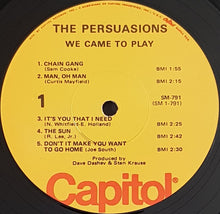 THE PERSUASIONS
WE CAME TO PLAY
1. CHAIN GANG BMI 1:55
(Sam Cooke)
2. MAN, OH MAN BMI 2:15
(Curtis Mayfield)
1
SM-791
(SM 1-791)
3. IT'S YOU THAT I NEED BMI 2:25
(N. Whitfield-E. Holland)
4. THE SUN BMI 2:35
(R. Lee, Jr.)
5. DON'T IT MAKE YOU WANT
TO GO HOME (Joe South) BMI 2:30
Produced by
Dave Dashev & Stan Krause
Capitol